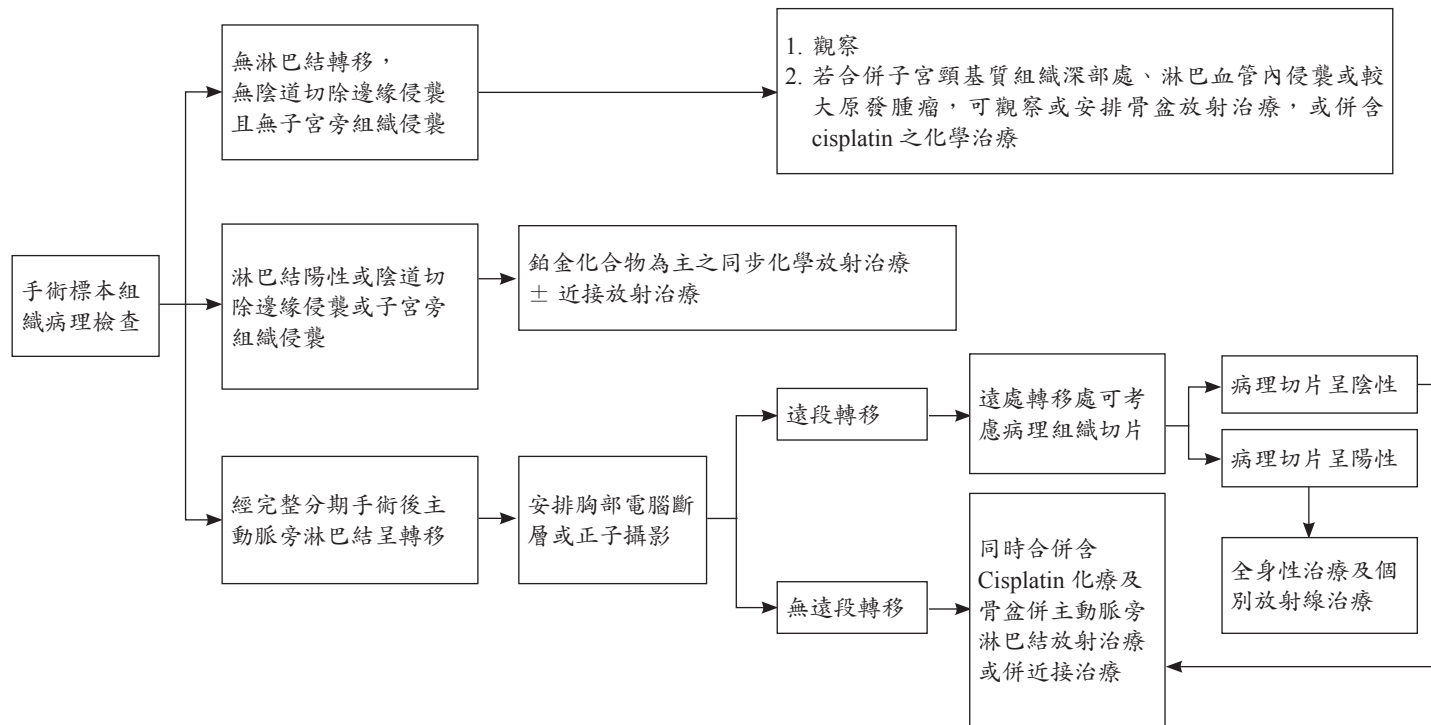 無淋巴結轉移，
無陰道切除邊緣侵襲
且無子宮旁組織侵襲
1. 觀察
2. 若合併子宮頸基質組織深部處、淋巴血管內侵襲或較
大原發腫瘤，可觀察或安排骨盆放射治療，或併含
cisplatin 之化學治療
手術標本組
織病理檢查
淋巴結陽性或陰道切
除邊緣侵襲或子宮旁
組織侵襲
鉑金化合物為主之同步化學放射治療
± 近接放射治療
經完整分期手術後主
動脈旁淋巴結呈轉移
安排胸部電腦斷
層或正子攝影
遠段轉移
遠處轉移處可考
慮病理組織切片
病理切片呈陰性
病理切片呈陽性
全身性治療及個
別放射線治療
無遠段轉移
同時合併含
Cisplatin 化療及
骨盆併主動脈旁
淋巴結放射治療
或併近接治療